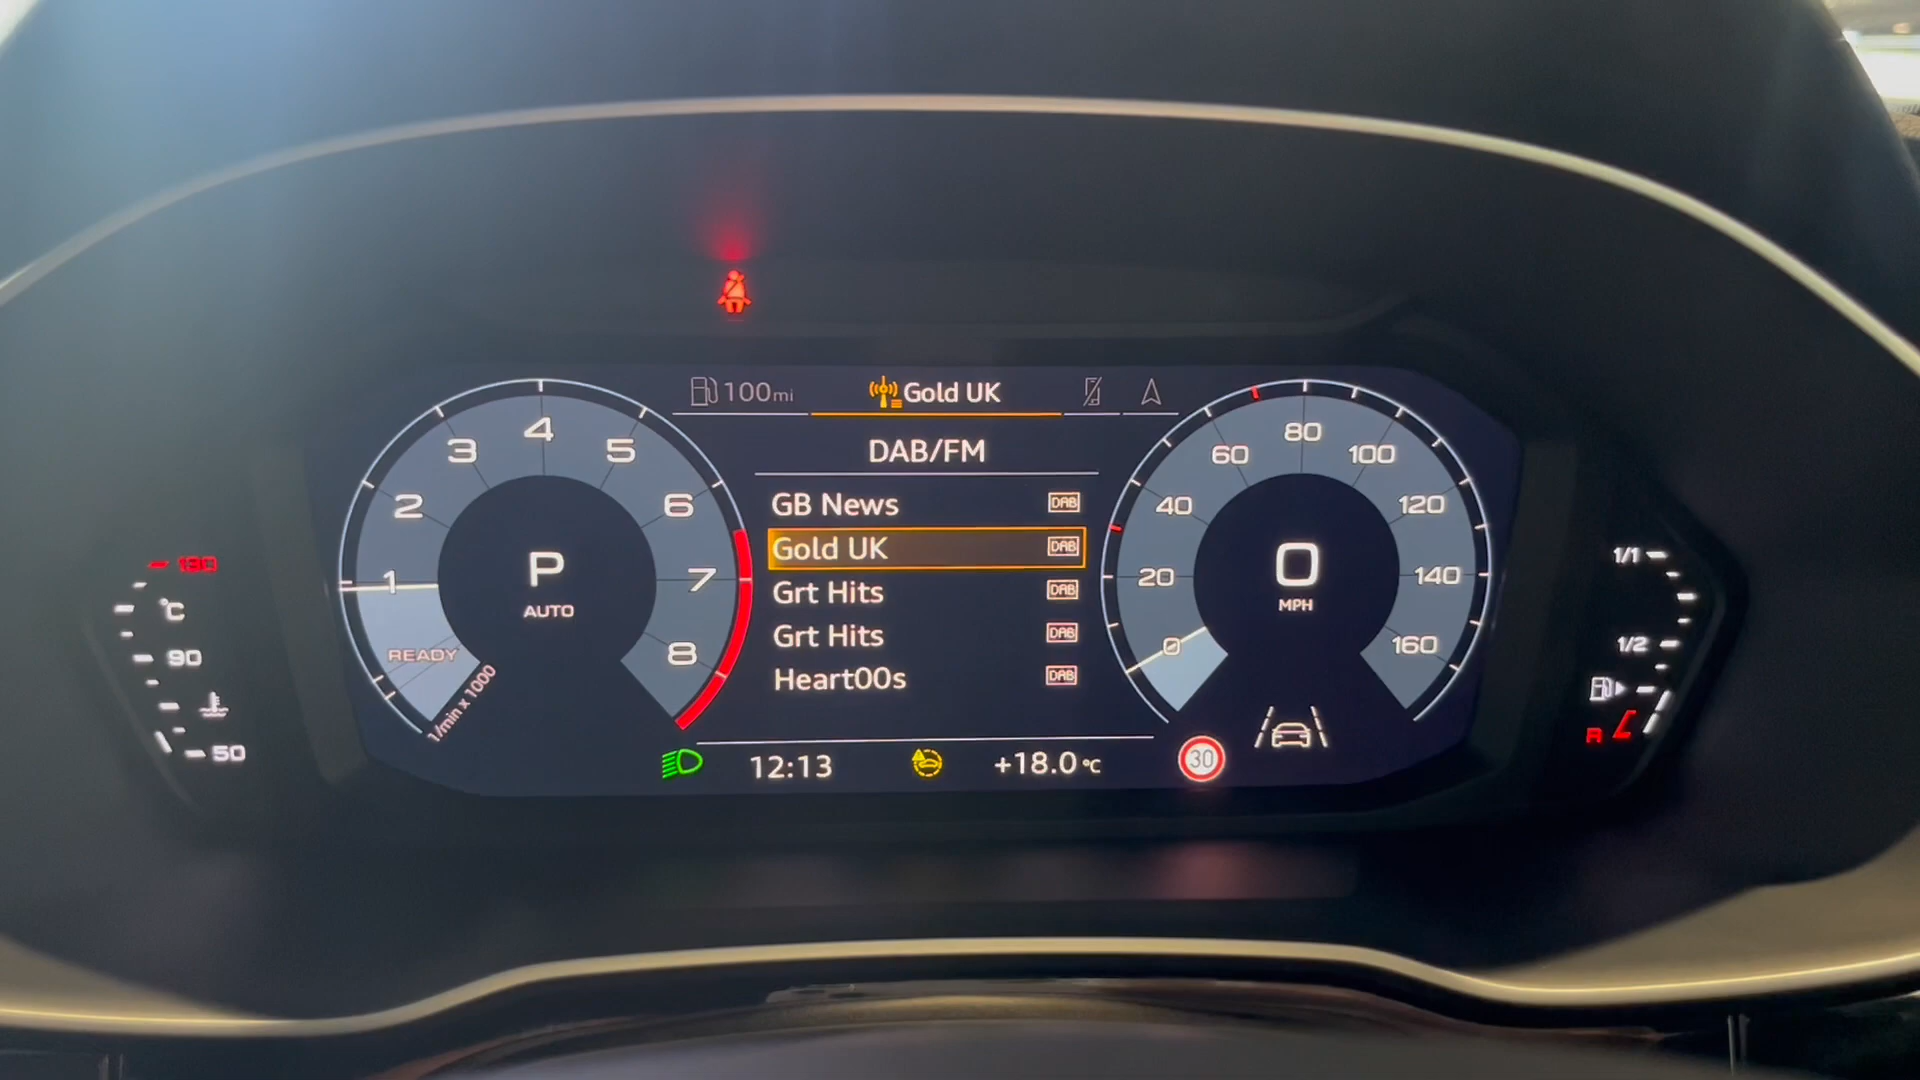 100mi
Gold UK
DAB/FM
GB News DAB
Gold UK DAB
Grt Hits DAB
Grt Hits DAB
Heart00s DAB
12:13
+18.0 °C
30
1
2
3
4
5
6
7
8
P
AUTO
READY
1/min x 1000
0
20
40
60
80
100
120
140
160
0
MPH
130
°C
90
50
1/1
1/2
R